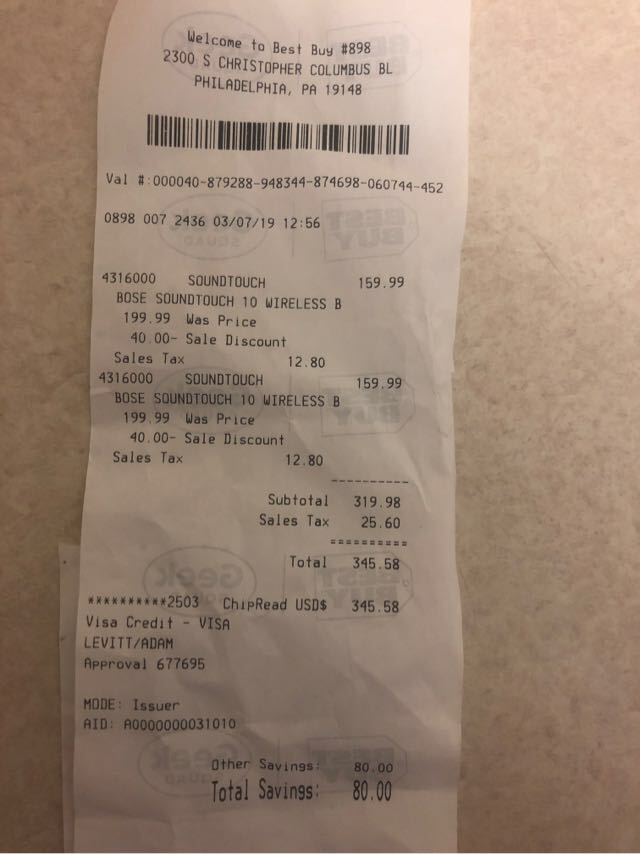 Welcome to Best Buy #898
2300 S CHRISTOPHER COLUMBUS BL
PHILADELPHIA, PA 19148
Val #:000040-879288-948344-874698-060744-452
0898 007 2436 03/07/19 12:56
4316000 SOUNDTOUCH 159.99
BOSE SOUNDTOUCH 10 WIRELESS B
199.99 Was Price
40.00- Sale Discount
Sales Tax 12.80
4316000 SOUNDTOUCH 159.99
BOSE SOUNDTOUCH 10 WIRELESS B
199.99 Was Price
40.00- Sale Discount
Sales Tax 12.80
----------
Subtotal 319.98
Sales Tax 25.60
==========
Total 345.58
**********2503 ChipRead USD$ 345.58
Visa Credit - VISA
LEVITT/ADAM
Approval 677695
MODE: Issuer
AID: A0000000031010
Other Savings: 80.00
Total Savings: 80.00